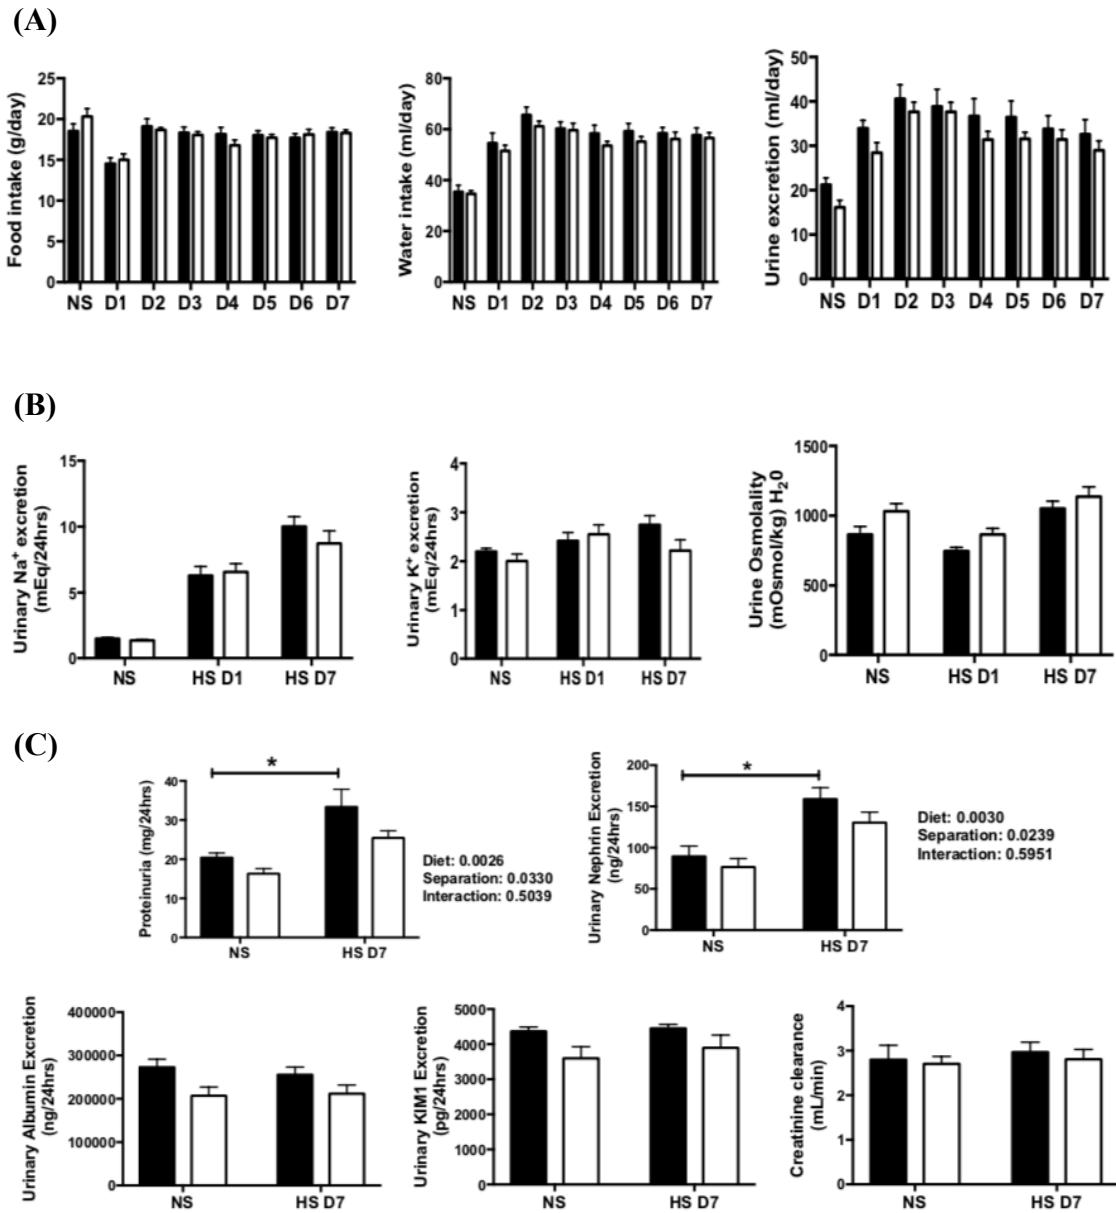 (A)
Food intake (g/day)
25
20
15
10
5
0
NS D1 D2 D3 D4 D5 D6 D7
Water intake (ml/day)
80
60
40
20
0
NS D1 D2 D3 D4 D5 D6 D7
Urine excretion (ml/day)
50
40
30
20
10
0
NS D1 D2 D3 D4 D5 D6 D7
(B)
Urinary Na⁺ excretion
(mEq/24hrs)
15
10
5
0
NS HS D1 HS D7
Urinary K⁺ excretion
(mEq/24hrs)
4
3
2
1
0
NS HS D1 HS D7
Urine Osmolality
(mOsmol/kg) H₂0
1500
1000
500
0
NS HS D1 HS D7
(C)
Proteinuria (mg/24hrs)
40
30
20
10
0
*
NS HS D7
Diet: 0.0026
Separation: 0.0330
Interaction: 0.5039
Urinary Nephrin Excretion
(ng/24hrs)
200
150
100
50
0
*
NS HS D7
Diet: 0.0030
Separation: 0.0239
Interaction: 0.5951
Urinary Albumin Excretion
(ng/24hrs)
400000
300000
200000
100000
0
NS HS D7
Urinary KIM1 Excretion
(pg/24hrs)
5000
4000
3000
2000
1000
0
NS HS D7
Creatinine clearance
(mL/min)
4
3
2
1
0
NS HS D7